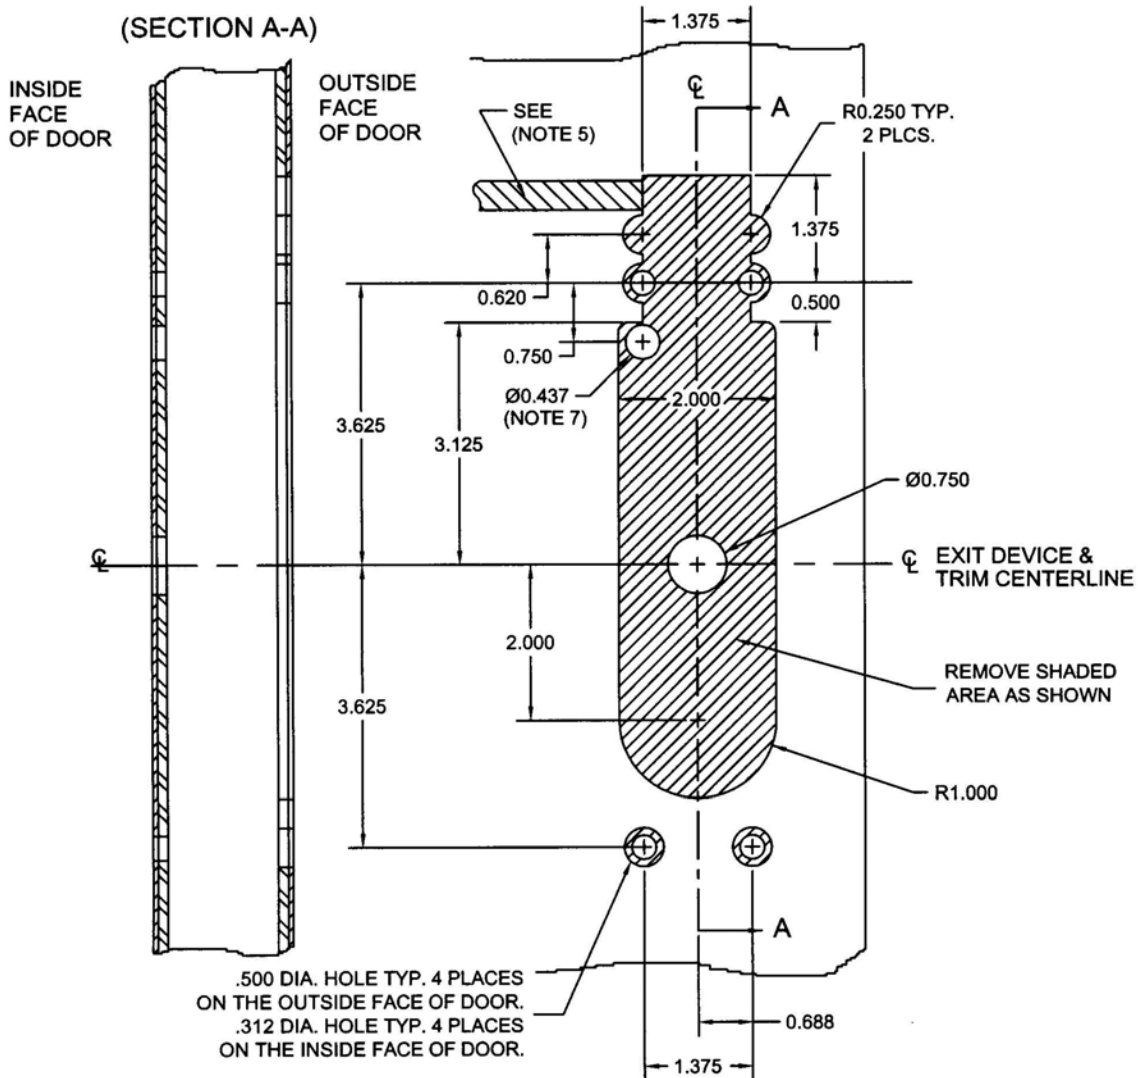 (SECTION A-A)
INSIDE
FACE
OF DOOR
OUTSIDE
FACE
OF DOOR
1.375
℄
A
SEE
(NOTE 5)
R0.250 TYP.
2 PLCS.
1.375
0.620
0.500
0.750
Ø0.437
(NOTE 7)
2.000
3.625
3.125
Ø0.750
℄
℄ EXIT DEVICE &
TRIM CENTERLINE
2.000
REMOVE SHADED
AREA AS SHOWN
3.625
R1.000
A
.500 DIA. HOLE TYP. 4 PLACES
ON THE OUTSIDE FACE OF DOOR.
.312 DIA. HOLE TYP. 4 PLACES
ON THE INSIDE FACE OF DOOR.
0.688
1.375